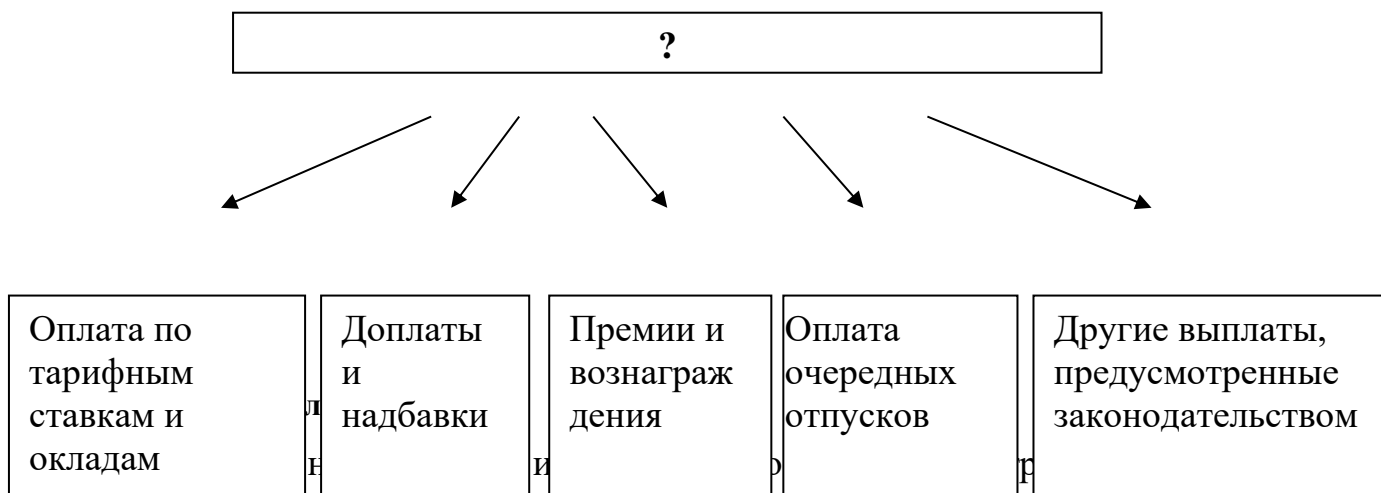 ?
Оплата по
тарифным
ставкам и
окладам
Доплаты
и
надбавки
Премии и
вознаграж
дения
Оплата
очередных
отпусков
Другие выплаты,
предусмотренные
законодательством